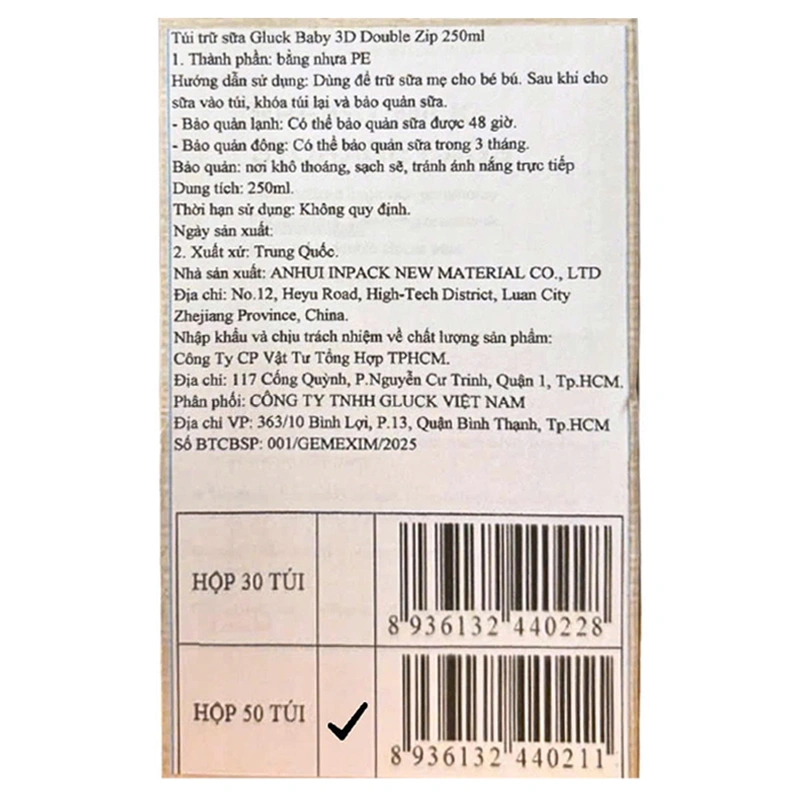 Túi trữ sữa Gluck Baby 3D Double Zip 250ml
1. Thành phần: bằng nhựa PE
Hướng dẫn sử dụng: Dùng để trữ sữa mẹ cho bé bú. Sau khi cho
sữa vào túi, khóa túi lại và bảo quản sữa.
- Bảo quản lạnh: Có thể bảo quản sữa được 48 giờ.
- Bảo quản đông: Có thể bảo quản sữa trong 3 tháng.
Bảo quản: nơi khô thoáng, sạch sẽ, tránh ánh nắng trực tiếp
Dung tích: 250ml.
Thời hạn sử dụng: Không quy định.
Ngày sản xuất:
2. Xuất xứ: Trung Quốc.
Nhà sản xuất: ANHUI INPACK NEW MATERIAL CO., LTD
Địa chỉ: No.12, Heyu Road, High-Tech District, Luan City
Zhejiang Province, China.
Nhập khẩu và chịu trách nhiệm về chất lượng sản phẩm:
Công Ty CP Vật Tư Tổng Hợp TPHCM.
Địa chỉ: 117 Cống Quỳnh, P.Nguyễn Cư Trinh, Quận 1, Tp.HCM.
Phân phối: CÔNG TY TNHH GLUCK VIỆT NAM
Địa chỉ VP: 363/10 Bình Lợi, P.13, Quận Bình Thạnh, Tp.HCM
Số BTCBSP: 001/GEMEXIM/2025
HỘP 30 TÚI
8 936132 440228
HỘP 50 TÚI ✓
8 936132 440211